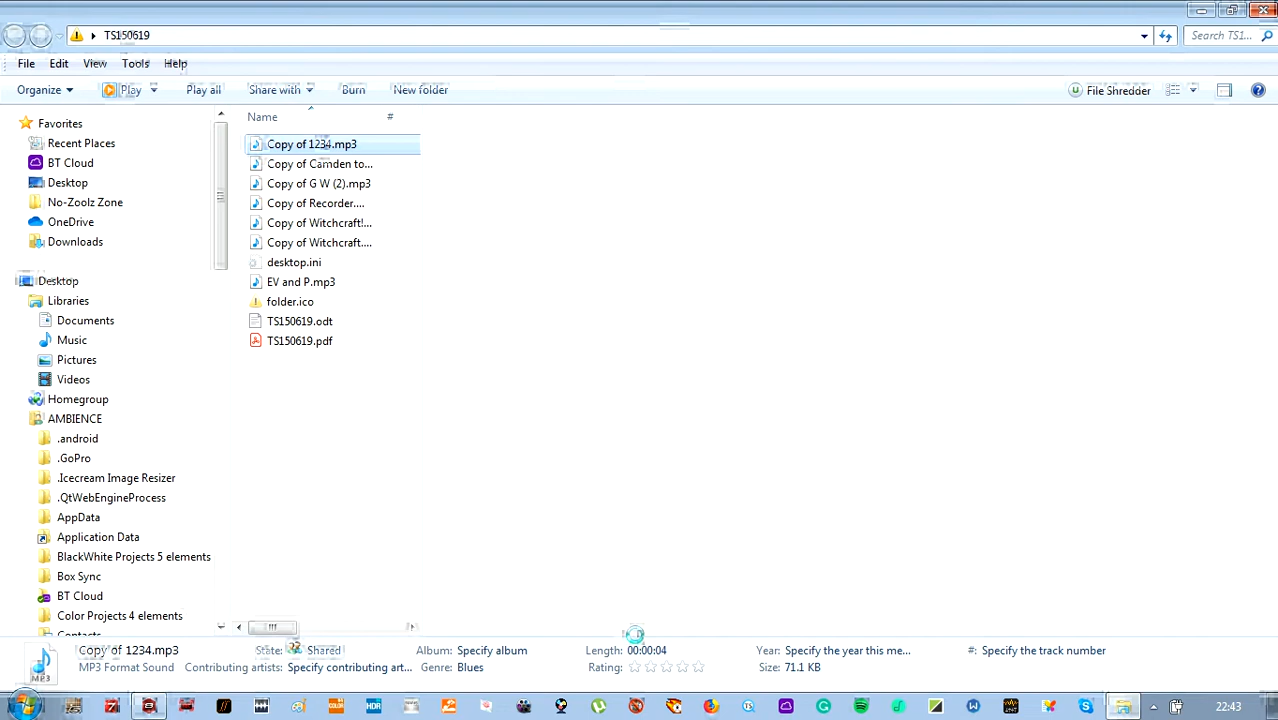 TS150619
Search TS1...
File Edit View Tools Help
Organize Play Play all Share with Burn New folder File Shredder
Name #
Favorites
Recent Places
BT Cloud
Desktop
No-Zoolz Zone
OneDrive
Downloads
Desktop
Libraries
Documents
Music
Pictures
Videos
Homegroup
AMBIENCE
.android
.GoPro
.Icecream Image Resizer
.QtWebEngineProcess
AppData
Application Data
BlackWhite Projects 5 elements
Box Sync
BT Cloud
Color Projects 4 elements
Contacts
Copy of 1234.mp3
Copy of Camden to...
Copy of G W (2).mp3
Copy of Recorder....
Copy of Witchcraft!...
Copy of Witchcraft....
desktop.ini
EV and P.mp3
folder.ico
TS150619.odt
TS150619.pdf
Copy of 1234.mp3 State: Shared Album: Specify album Length: 00:00:04 Year: Specify the year this me... #: Specify the track number
MP3 Format Sound Contributing artists: Specify contributing art... Genre: Blues Rating: Size: 71.1 KB
MP3
HDR
22:43